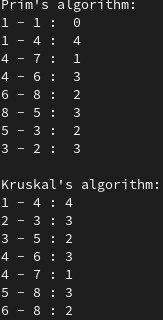 Prim's algorithm:
1 - 1 :  0
1 - 4 :  4
4 - 7 :  1
4 - 6 :  3
6 - 8 :  2
8 - 5 :  3
5 - 3 :  2
3 - 2 :  3

Kruskal's algorithm:
1 - 4 : 4
2 - 3 : 3
3 - 5 : 2
4 - 6 : 3
4 - 7 : 1
5 - 8 : 3
6 - 8 : 2